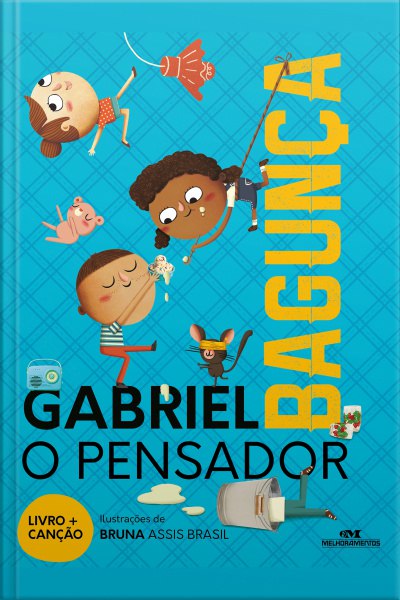 BAGUNÇA
GABRIEL
O PENSADOR
LIVRO +
CANÇÃO
Ilustrações de
BRUNA ASSIS BRASIL
MELHORAMENTOS